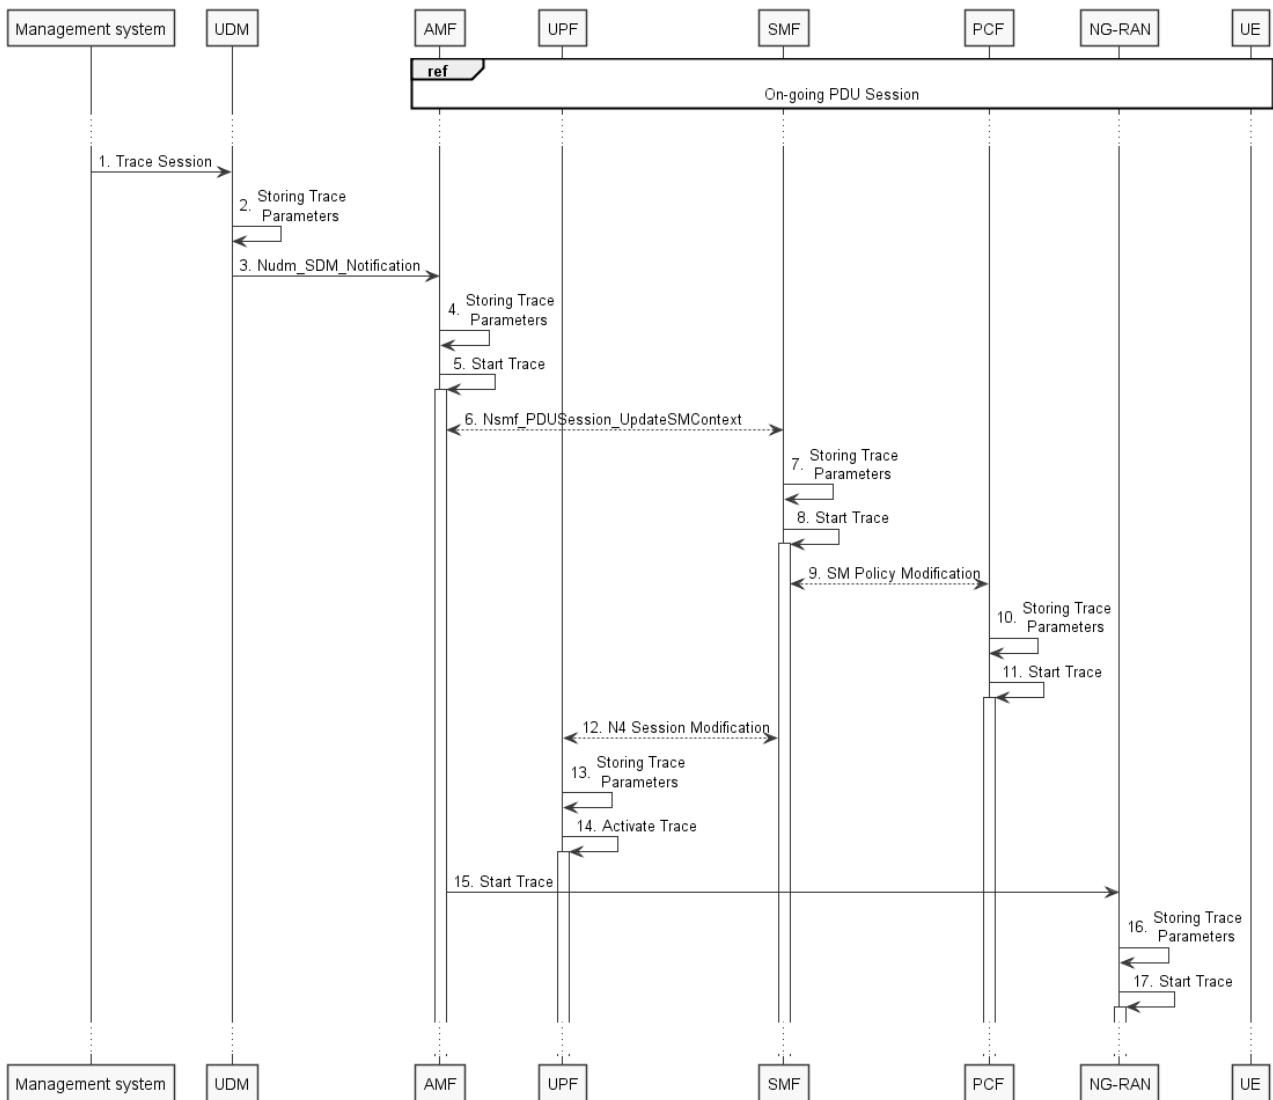 Management system UDM AMF UPF SMF PCF NG-RAN UE
ref
On-going PDU Session
1. Trace Session
2. Storing Trace
Parameters
3. Nudm_SDM_Notification
4. Storing Trace
Parameters
5. Start Trace
6. Nsmf_PDUSession_UpdateSMContext
7. Storing Trace
Parameters
8. Start Trace
9. SM Policy Modification
10. Storing Trace
Parameters
11. Start Trace
12. N4 Session Modification
13. Storing Trace
Parameters
14. Activate Trace
15. Start Trace
16. Storing Trace
Parameters
17. Start Trace
Management system UDM AMF UPF SMF PCF NG-RAN UE